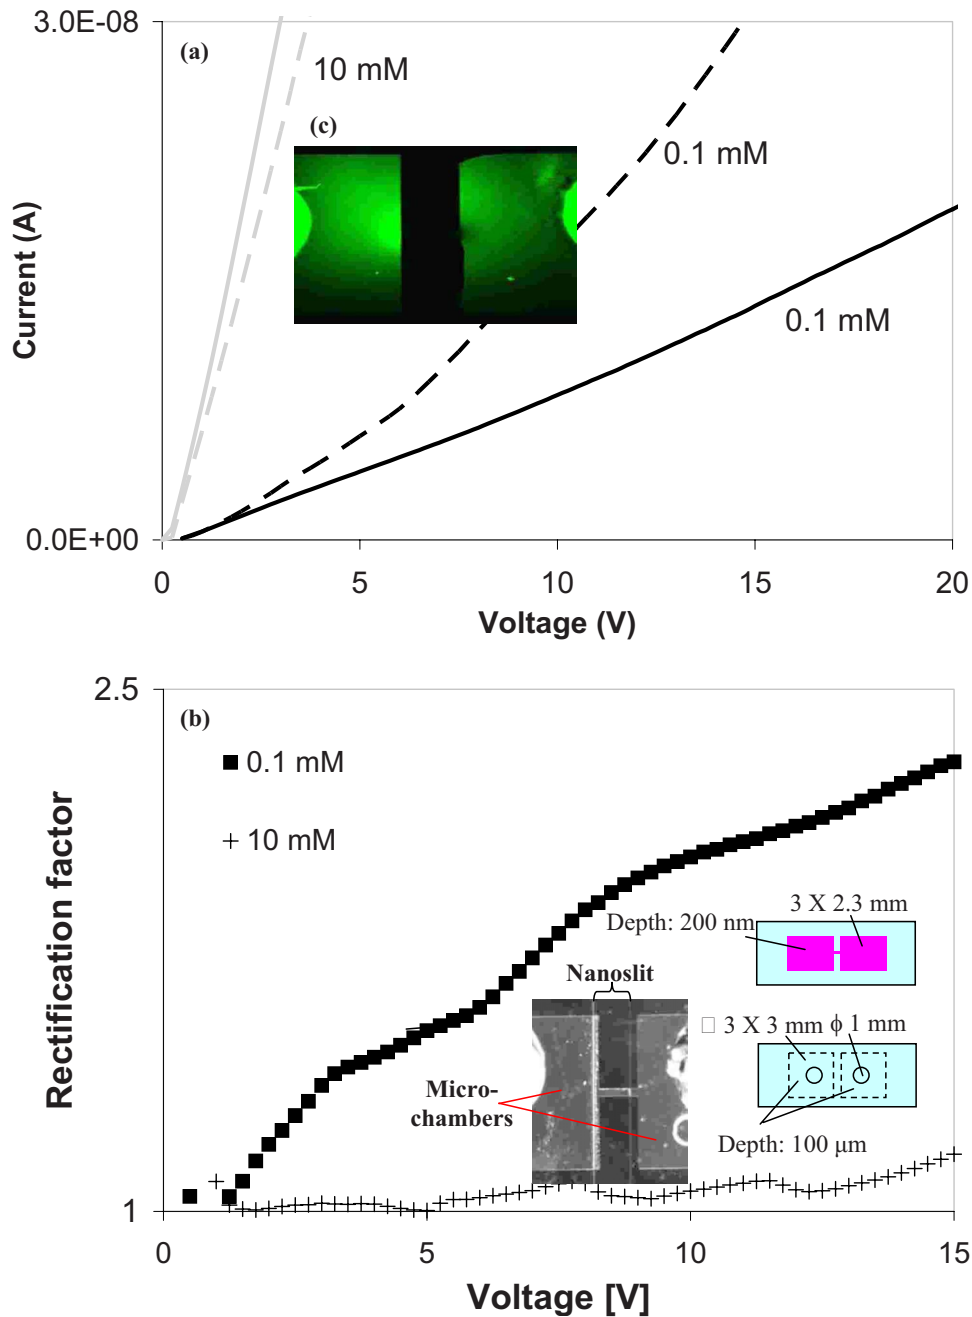 3.0E-08
(a)
10 mM
(c)
0.1 mM
0.1 mM
Current (A)
0.0E+00
0
5
10
15
20
Voltage (V)
2.5
(b)
0.1 mM
10 mM
Rectification factor
3 X 2.3 mm
Depth: 200 nm
Nanoslit
□ 3 X 3 mm ϕ 1 mm
Micro-
chambers
Depth: 100 μm
1
0
5
10
15
Voltage [V]